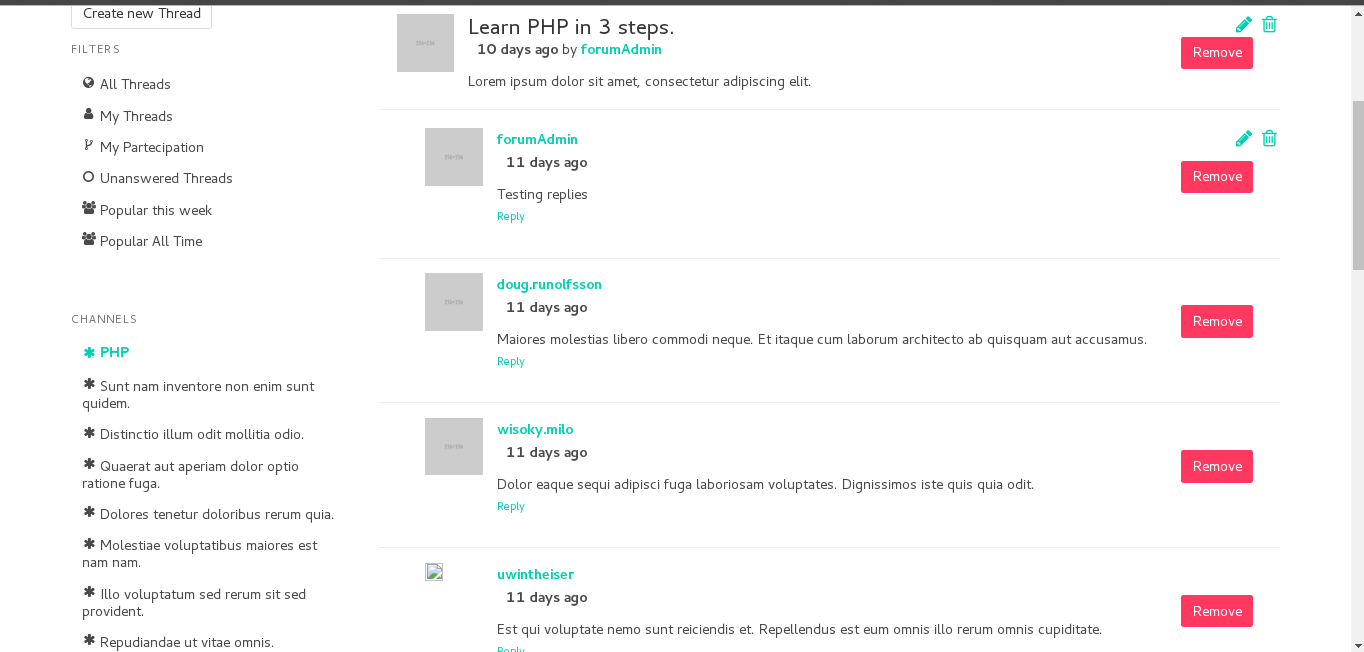 Create new Thread
FILTERS
All Threads
My Threads
My Partecipation
Unanswered Threads
Popular this week
Popular All Time
CHANNELS
PHP
Sunt nam inventore non enim sunt
quidem.
Distinctio illum odit mollitia odio.
Quaerat aut aperiam dolor optio
ratione fuga.
Dolores tenetur doloribus rerum quia.
Molestiae voluptatibus maiores est
nam nam.
Illo voluptatum sed rerum sit sed
provident.
Repudiandae ut vitae omnis.
Learn PHP in 3 steps.
10 days ago by forumAdmin
Remove
Lorem ipsum dolor sit amet, consectetur adipiscing elit.
forumAdmin
11 days ago
Remove
Testing replies
Reply
doug.runolfsson
11 days ago
Remove
Maiores molestias libero commodi neque. Et itaque cum laborum architecto ab quisquam aut accusamus.
Reply
wisoky.milo
11 days ago
Remove
Dolor eaque sequi adipisci fuga laboriosam voluptates. Dignissimos iste quis quia odit.
Reply
uwintheiser
11 days ago
Remove
Est qui voluptate nemo sunt reiciendis et. Repellendus est eum omnis illo rerum omnis cupiditate.
Reply